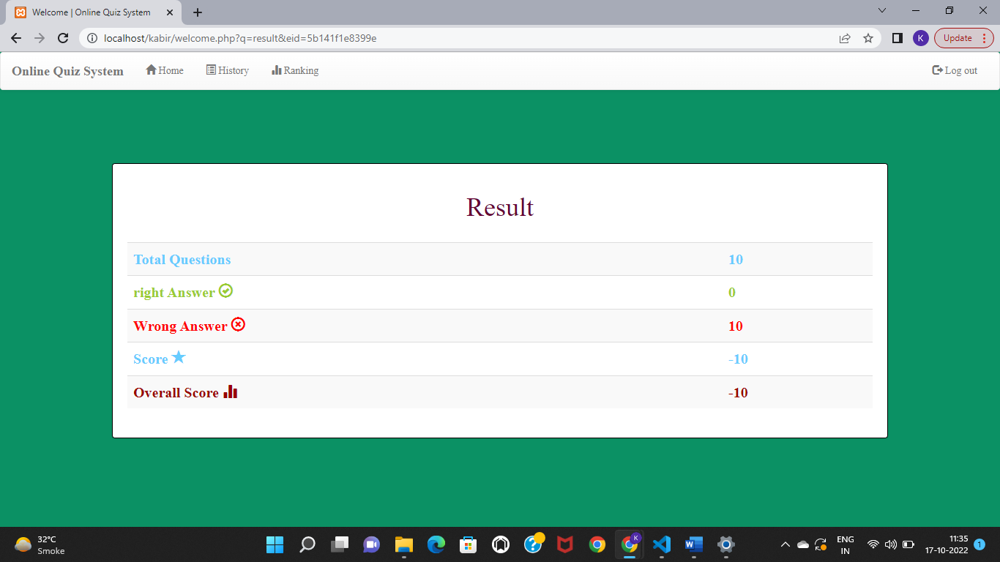 Welcome | Online Quiz System
localhost/kabir/welcome.php?q=result&eid=5b141f1e8399e
K
Update
Online Quiz System Home History Ranking Log out
Result
Total Questions 10
right Answer 0
Wrong Answer 10
Score -10
Overall Score -10
32°C
Smoke
K
ENG
IN
11:35
17-10-2022
1